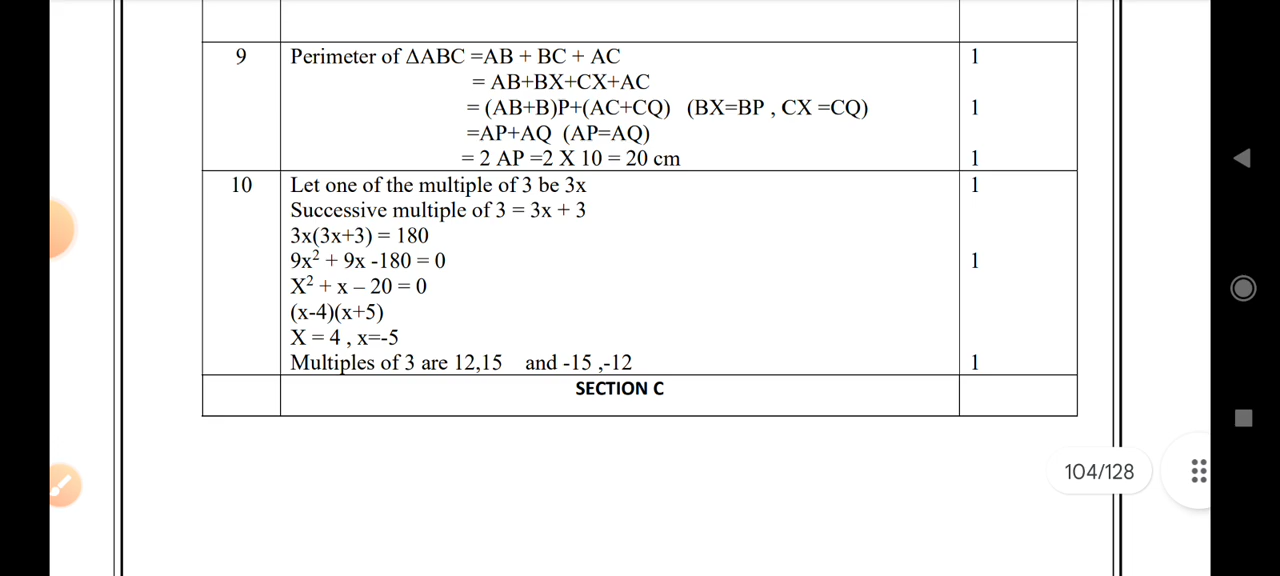 9 Perimeter of ΔABC =AB + BC + AC 1
= AB+BX+CX+AC
= (AB+B)P+(AC+CQ) (BX=BP , CX =CQ) 1
=AP+AQ (AP=AQ)
= 2 AP =2 X 10 = 20 cm 1
10 Let one of the multiple of 3 be 3x 1
Successive multiple of 3 = 3x + 3
3x(3x+3) = 180
9x² + 9x -180 = 0 1
X² + x – 20 = 0
(x-4)(x+5)
X = 4 , x=-5
Multiples of 3 are 12,15 and -15 ,-12 1
SECTION C
104/128